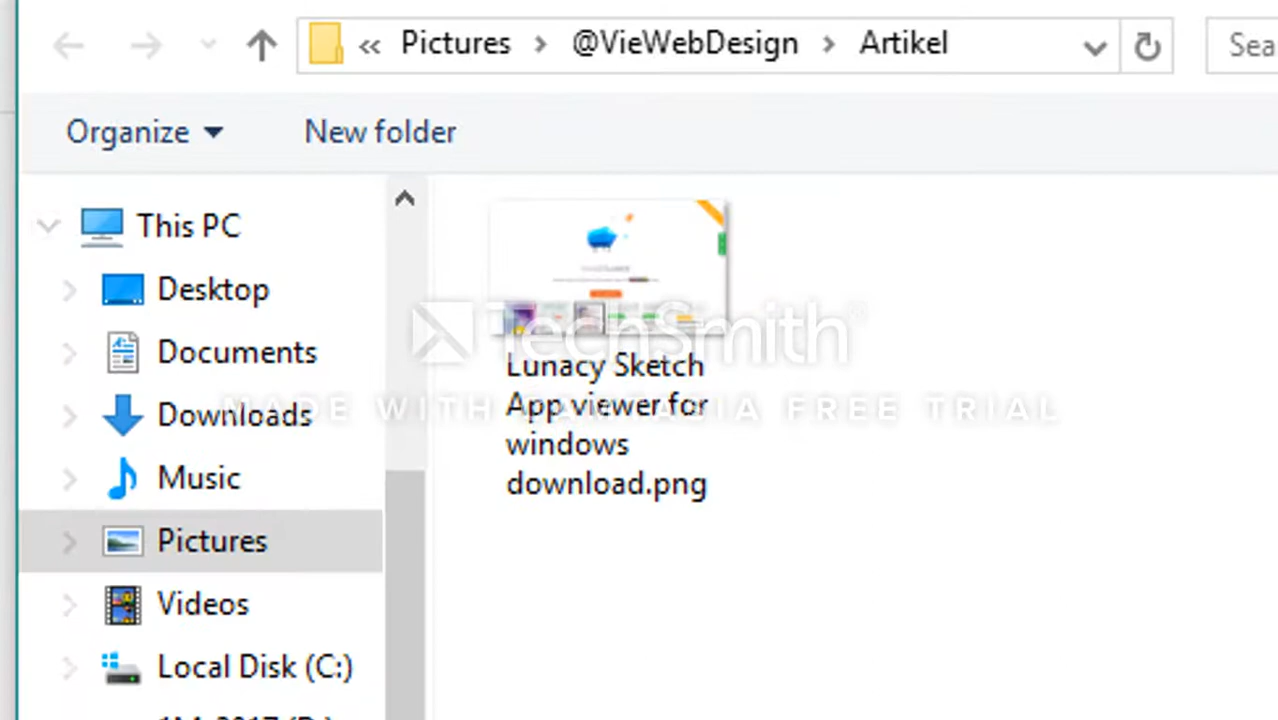 Pictures @VieWebDesign Artikel
Sea
Organize New folder
This PC
Desktop
Documents
Downloads
Music
Pictures
Videos
Local Disk (C:)
Lunacy Sketch
App viewer for
windows
download.png
TechSmith®
MADE WITH CAMTASIA FREE TRIAL